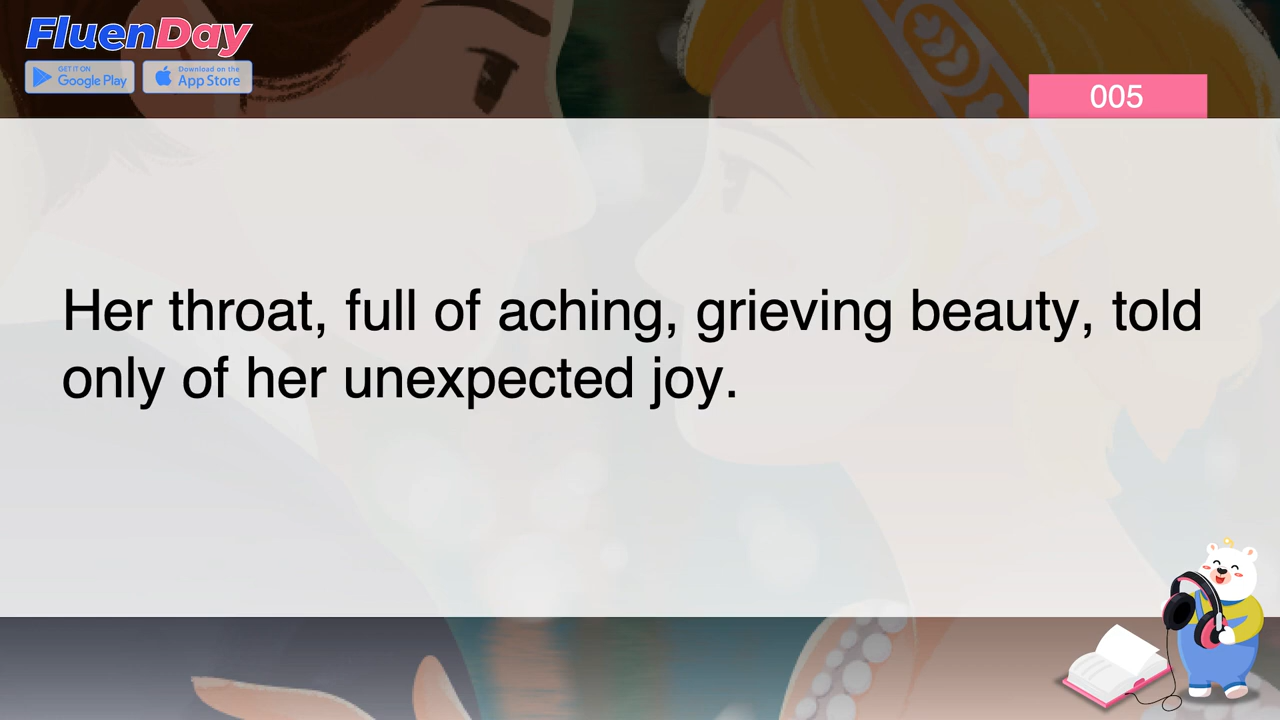 FluenDay
GET IT ON
Google Play
Download on the
App Store
005
Her throat, full of aching, grieving beauty, told
only of her unexpected joy.